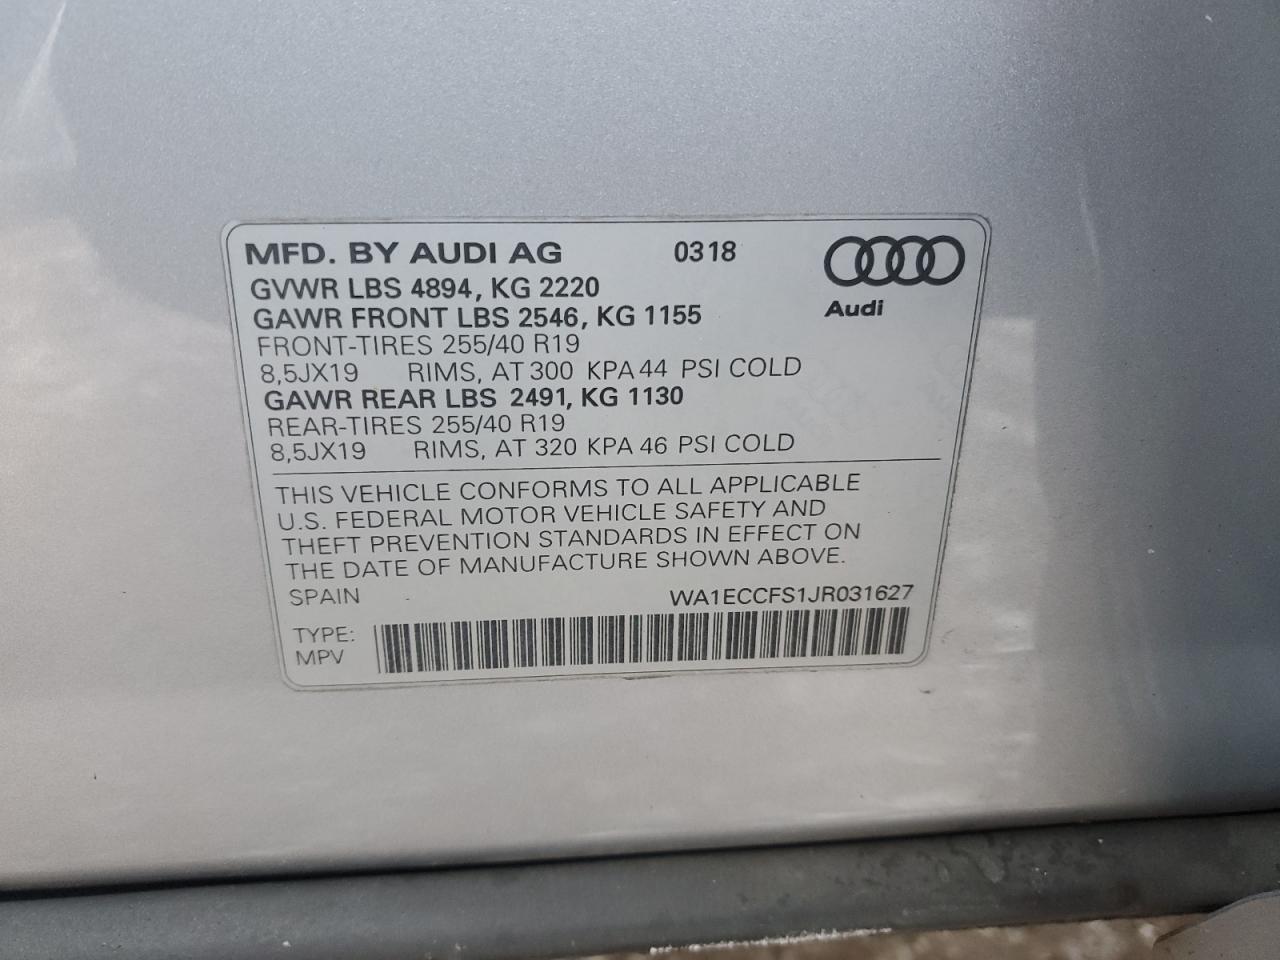 MFD. BY AUDI AG 0318
Audi
GVWR LBS 4894, KG 2220
GAWR FRONT LBS 2546, KG 1155
FRONT-TIRES 255/40 R19
8,5JX19 RIMS, AT 300 KPA 44 PSI COLD
GAWR REAR LBS 2491, KG 1130
REAR-TIRES 255/40 R19
8,5JX19 RIMS, AT 320 KPA 46 PSI COLD
THIS VEHICLE CONFORMS TO ALL APPLICABLE
U.S. FEDERAL MOTOR VEHICLE SAFETY AND
THEFT PREVENTION STANDARDS IN EFFECT ON
THE DATE OF MANUFACTURE SHOWN ABOVE.
SPAIN WA1ECCFS1JR031627
TYPE:
MPV